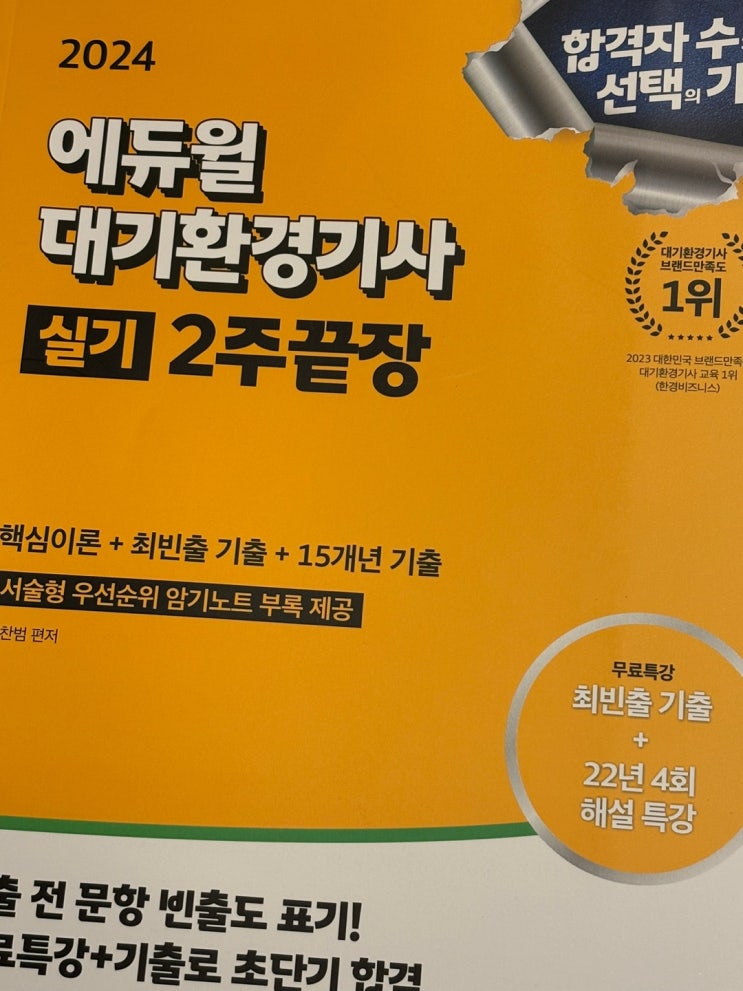 2024
합격자 수
선택의 기
에듀윌
대기환경기사
실기 2주끝장
대기환경기사
브랜드만족도
1위
2023 대한민국 브랜드만족
대기환경기사 교육 1위
(한경비즈니스)
핵심이론 + 최빈출 기출 + 15개년 기출
서술형 우선순위 암기노트 부록 제공
찬범 편저
무료특강
최빈출 기출
+
22년 4회
해설 특강
출 전 문항 빈출도 표기!
료특강+기출로 초단기 합격